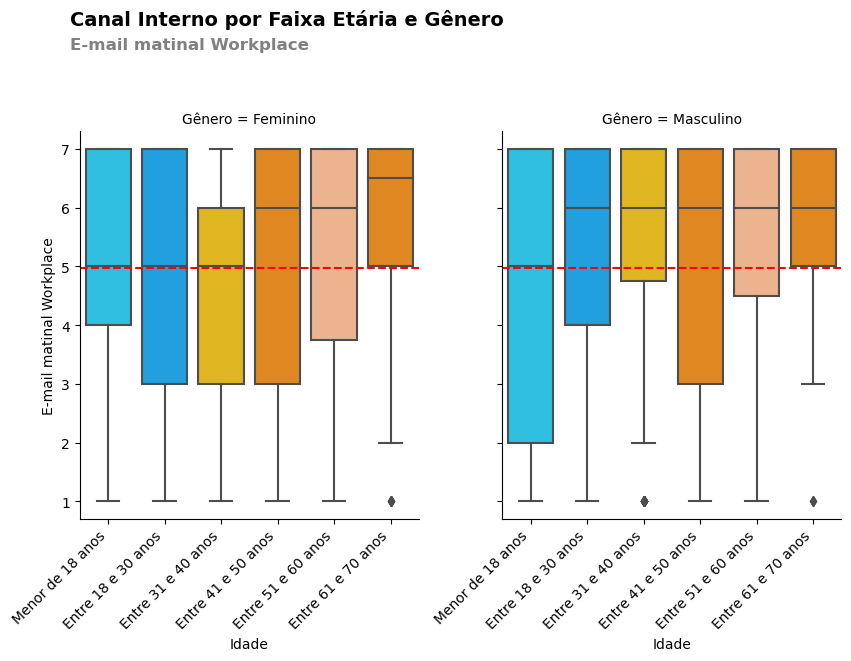 Canal Interno por Faixa Etária e Gênero
E-mail matinal Workplace
Gênero = Feminino
Gênero = Masculino
E-mail matinal Workplace
7
6
5
4
3
2
1
Menor de 18 anos
Entre 18 e 30 anos
Entre 31 e 40 anos
Entre 41 e 50 anos
Entre 51 e 60 anos
Entre 61 e 70 anos
Idade
Menor de 18 anos
Entre 18 e 30 anos
Entre 31 e 40 anos
Entre 41 e 50 anos
Entre 51 e 60 anos
Entre 61 e 70 anos
Idade